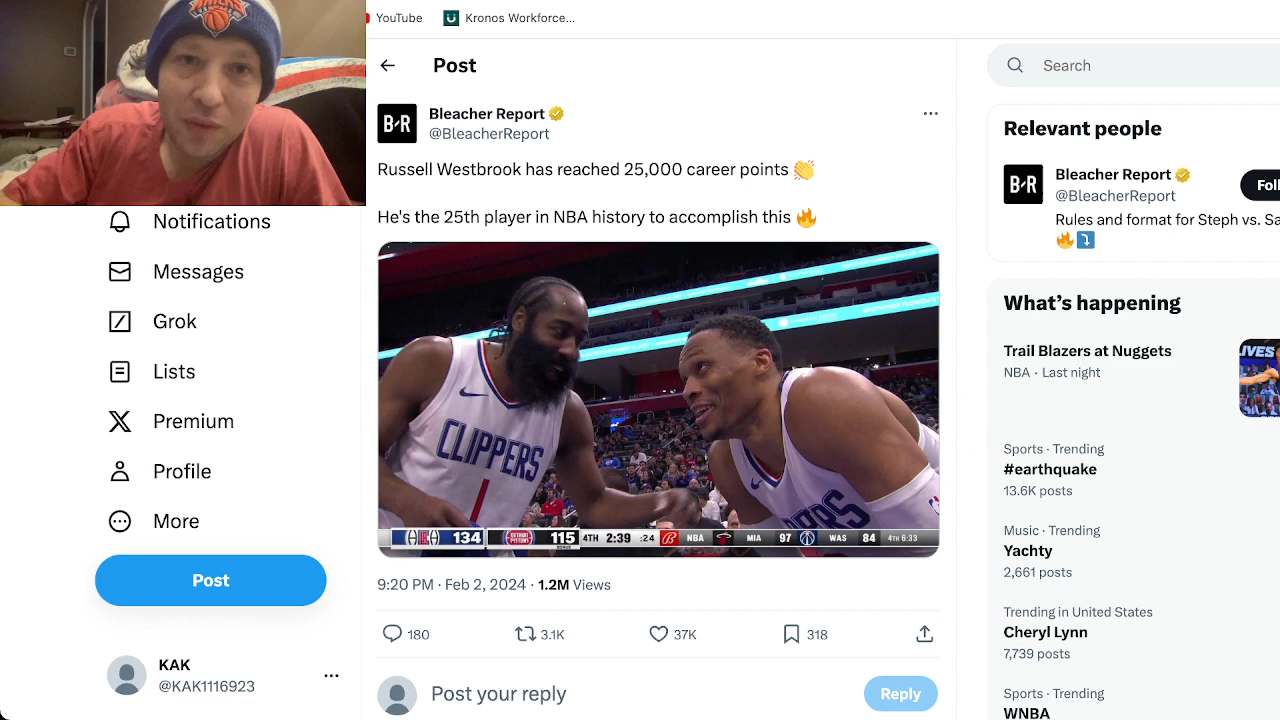 YouTube
Kronos Workforce...
Post
Search
Bleacher Report
@BleacherReport
B/R
Russell Westbrook has reached 25,000 career points 👏
He's the 25th player in NBA history to accomplish this 🔥
CLIPPERS
1
134
DETROIT PISTONS
115
BONUS
4TH 2:39 :24
NBA
MIA 97
WAS 84
4TH 6:33
9:20 PM · Feb 2, 2024 · 1.2M Views
180
3.1K
37K
318
Post your reply
Reply
Notifications
Messages
Grok
Lists
Premium
Profile
More
Post
KAK
@KAK1116923
Relevant people
B/R
Bleacher Report
@BleacherReport
Foll
Rules and format for Steph vs. Sa
🔥⤵️
What's happening
Trail Blazers at Nuggets
NBA · Last night
Sports · Trending
#earthquake
13.6K posts
Music · Trending
Yachty
2,661 posts
Trending in United States
Cheryl Lynn
7,739 posts
Sports · Trending
WNBA